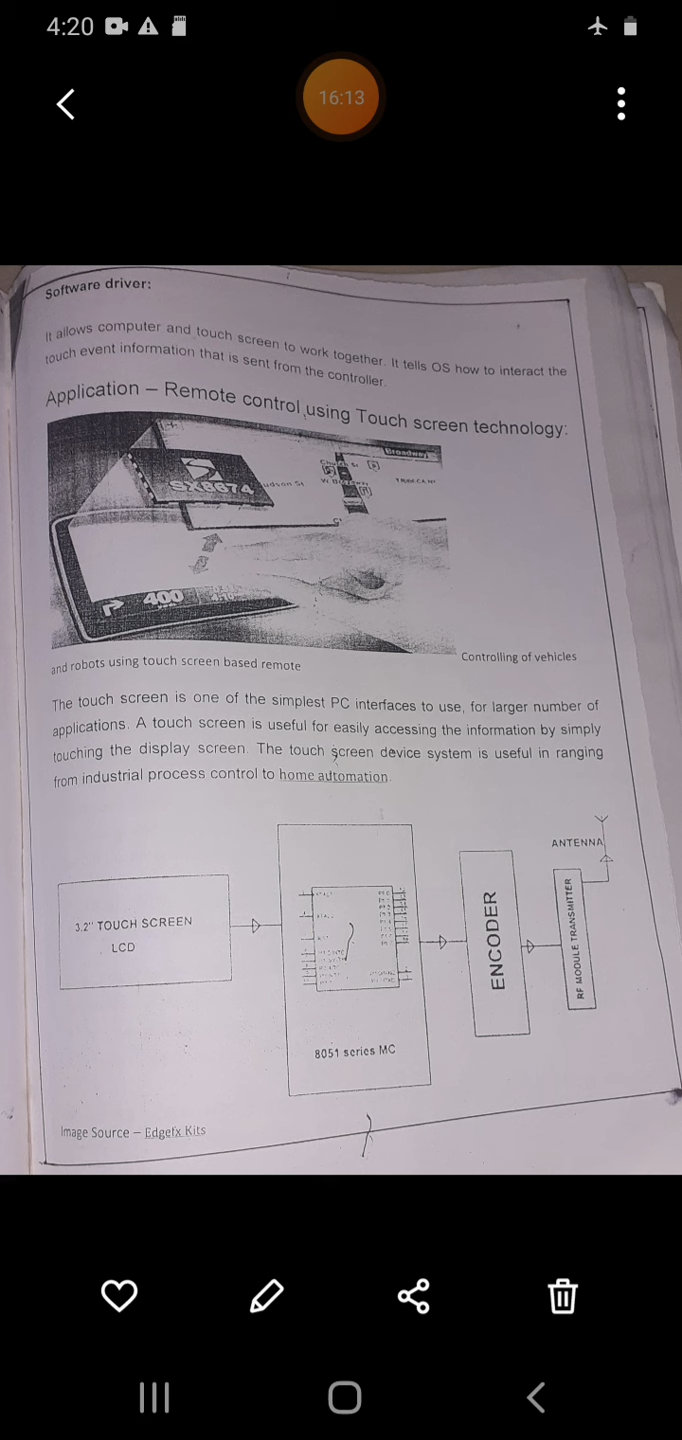 4:20
16:13
Software driver:
It allows computer and touch screen to work together. It tells OS how to interact the
touch event information that is sent from the controller.
Application – Remote control using Touch screen technology:
Broadway
SX8674
400
Controlling of vehicles
and robots using touch screen based remote
The touch screen is one of the simplest PC interfaces to use, for larger number of
applications. A touch screen is useful for easily accessing the information by simply
touching the display screen. The touch screen device system is useful in ranging
from industrial process control to home automation.
ANTENNA
3.2" TOUCH SCREEN
LCD
ENCODER
RF MODULE TRANSMITTER
8051 series MC
Image Source – Edgefx Kits